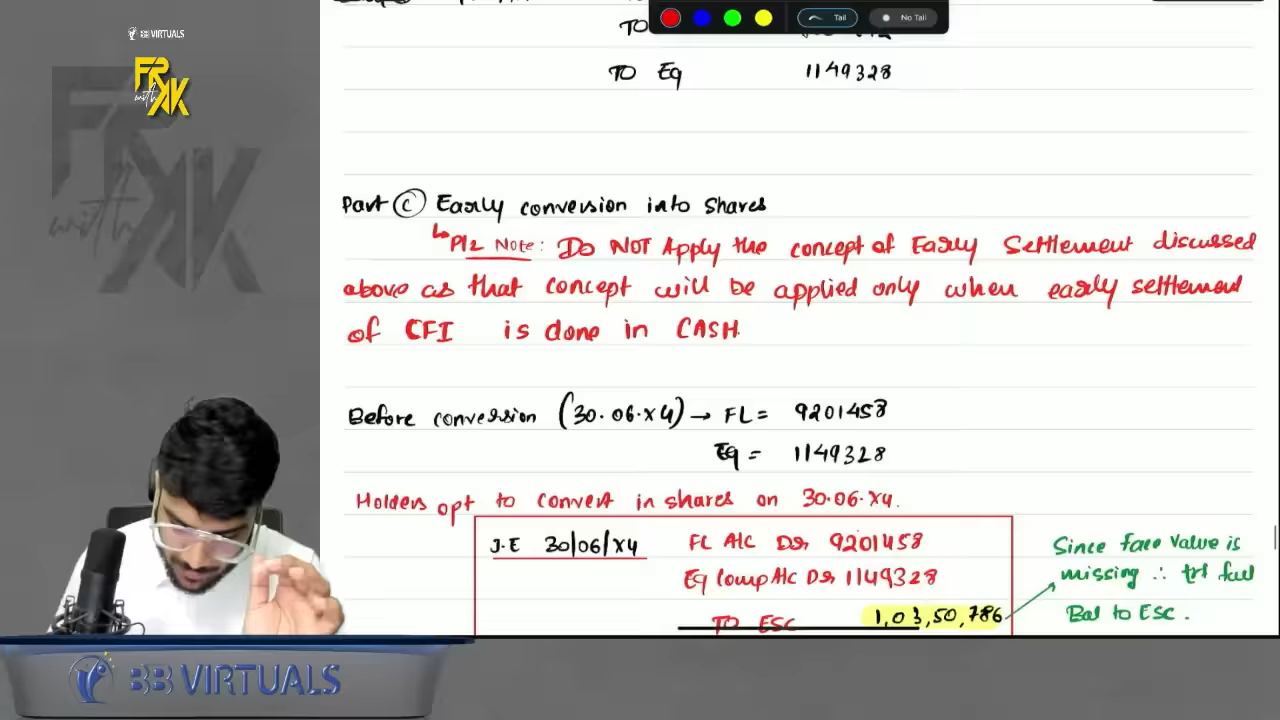 BB VIRTUALS
FR
with
AK
Tail
No Tail
TO
TO Eq 1149328
Part C Early conversion into shares
Plz Note: Do NOT Apply the concept of Early Settlement discussed
above as that concept will be applied only when early settlement
of CFI is done in CASH.
Before conversion (30.06.X4) → FL = 9201458
Eq = 1149328
Holders opt to convert in shares on 30.06.X4.
J.E 30/06/X4 FL A/c Dr 9201458
Eq Comp A/c Dr 1149328
TO ESC 1,03,50,786
Since face value is
missing ∴ trf full
Bal to ESC.
BB VIRTUALS